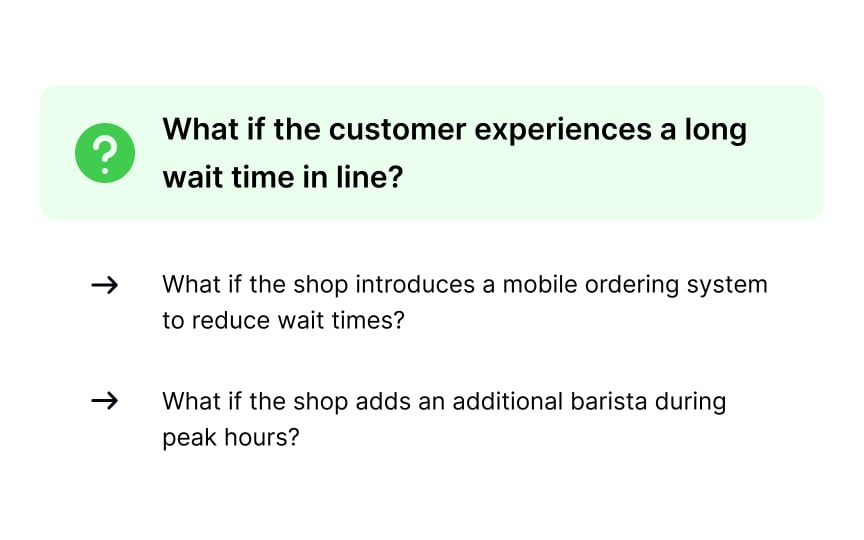 What if the customer experiences a long
wait time in line?
What if the shop introduces a mobile ordering system
to reduce wait times?
What if the shop adds an additional barista during
peak hours?